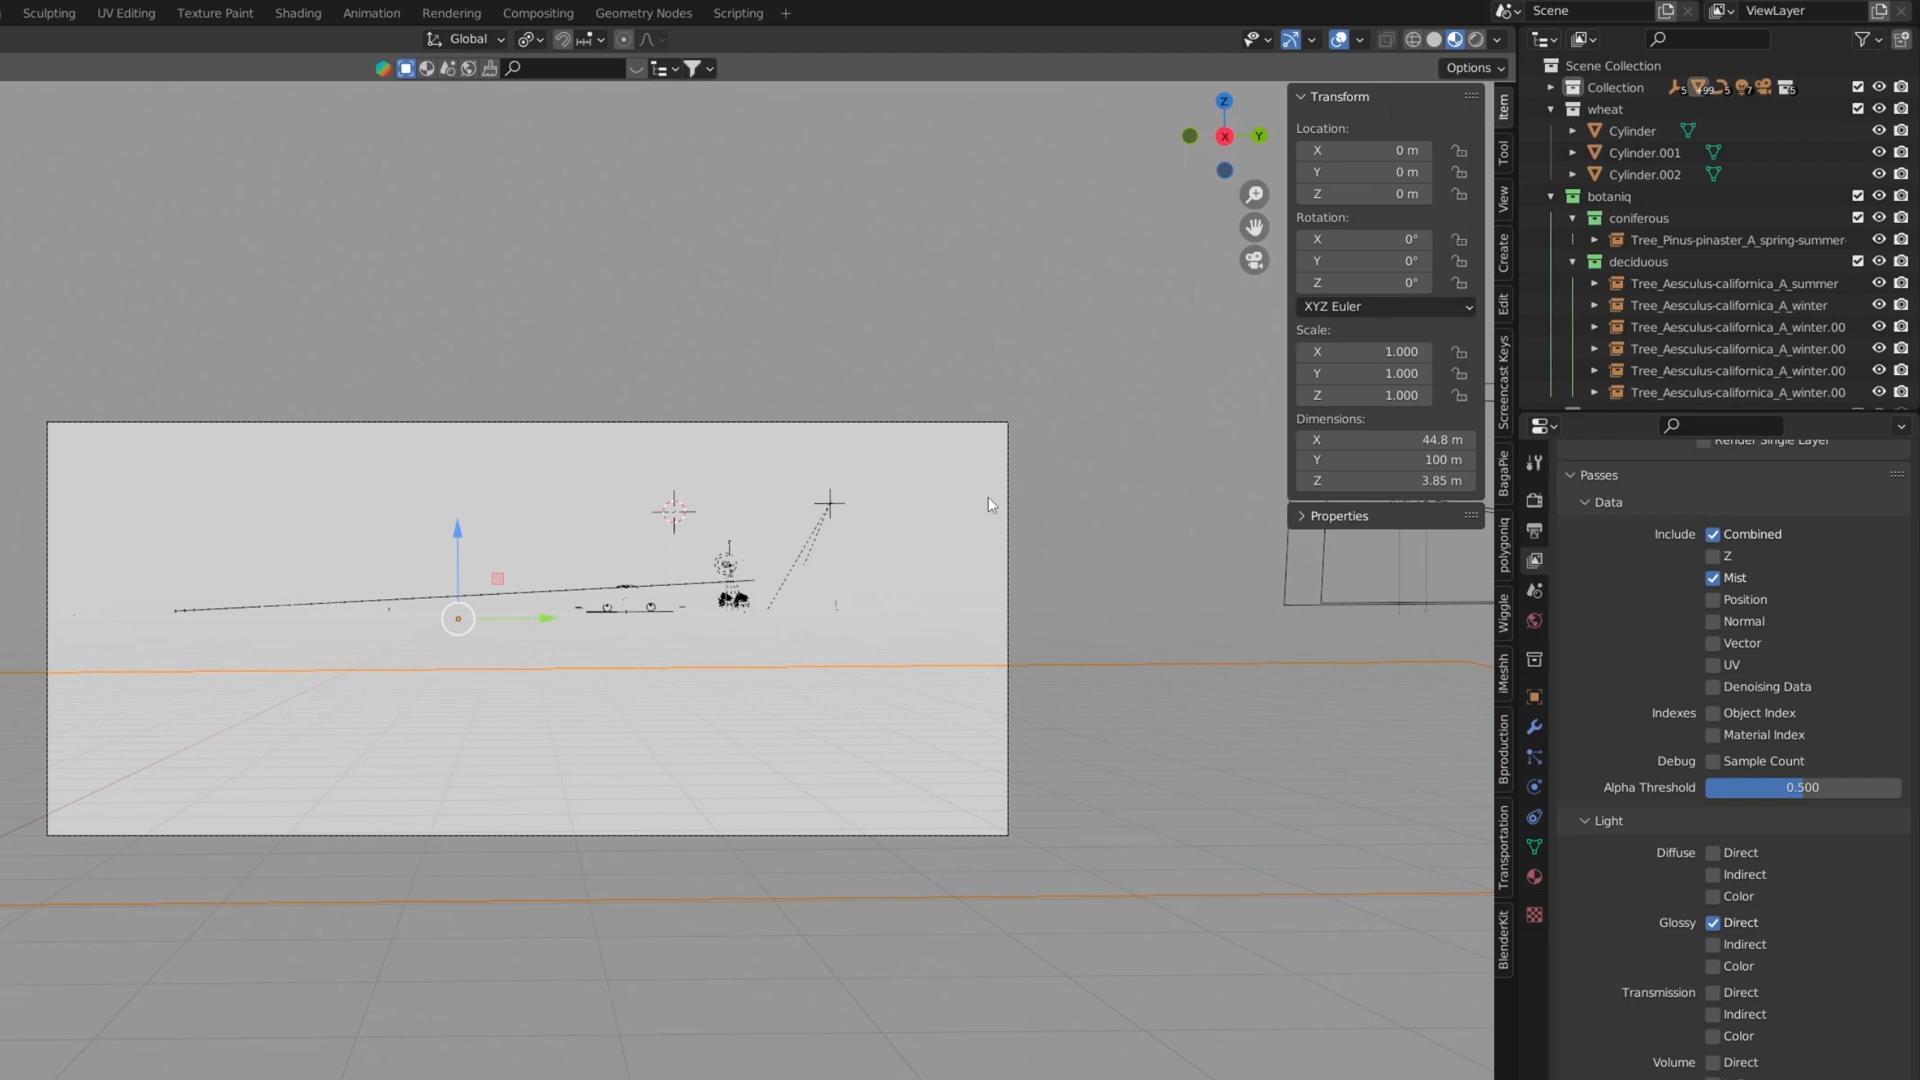 Sculpting UV Editing Texture Paint Shading Animation Rendering Compositing Geometry Nodes Scripting +
Scene ViewLayer
Global
Options
Transform
Location:
X 0 m
Y 0 m
Z 0 m
Rotation:
X 0°
Y 0°
Z 0°
XYZ Euler
Scale:
X 1.000
Y 1.000
Z 1.000
Dimensions:
X 44.8 m
Y 100 m
Z 3.85 m
Properties
Z
X
Y
Item
Tool
View
Create
Edit
Screencast Keys
BagaPie
polygoniq
Wiggle
iMeshh
Bproduction
Transportation
BlenderKit
Scene Collection
Collection 5 +99 5 7 5
wheat
Cylinder
Cylinder.001
Cylinder.002
botaniq
coniferous
Tree_Pinus-pinaster_A_spring-summer-
deciduous
Tree_Aesculus-californica_A_summer
Tree_Aesculus-californica_A_winter
Tree_Aesculus-californica_A_winter.00
Tree_Aesculus-californica_A_winter.00
Tree_Aesculus-californica_A_winter.00
Tree_Aesculus-californica_A_winter.00
Render Single Layer
Passes
Data
Include Combined
Z
Mist
Position
Normal
Vector
UV
Denoising Data
Indexes Object Index
Material Index
Debug Sample Count
Alpha Threshold 0.500
Light
Diffuse Direct
Indirect
Color
Glossy Direct
Indirect
Color
Transmission Direct
Indirect
Color
Volume Direct